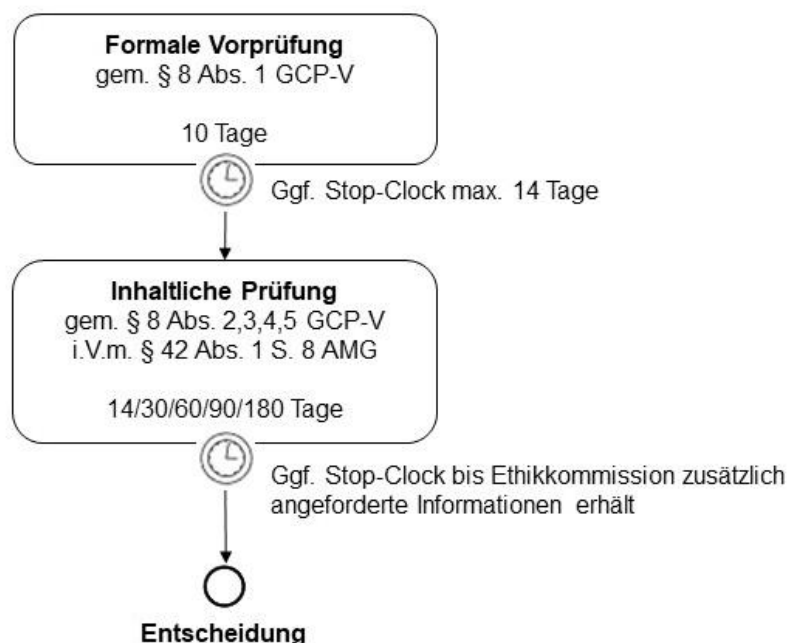 Formale Vorprüfung
gem. § 8 Abs. 1 GCP-V
10 Tage
Ggf. Stop-Clock max. 14 Tage
Inhaltliche Prüfung
gem. § 8 Abs. 2,3,4,5 GCP-V
i.V.m. § 42 Abs. 1 S. 8 AMG
14/30/60/90/180 Tage
Ggf. Stop-Clock bis Ethikkommission zusätzlich
angeforderte Informationen erhält
Entscheidung